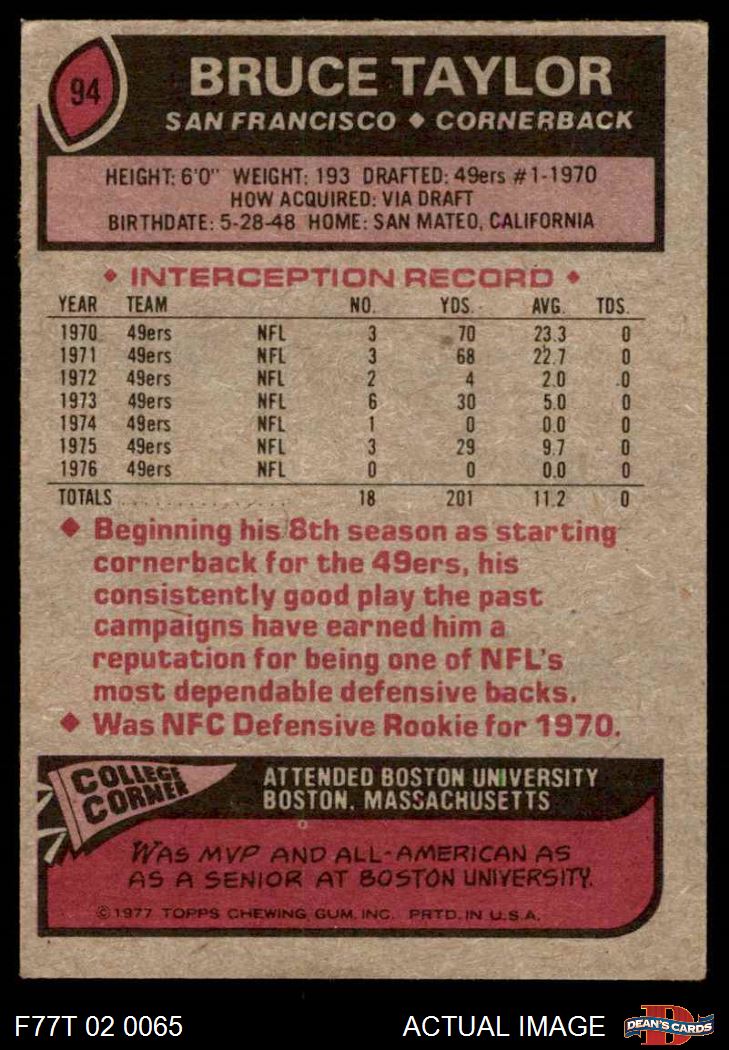 94
BRUCE TAYLOR
SAN FRANCISCO ♦ CORNERBACK
HEIGHT: 6'0" WEIGHT: 193 DRAFTED: 49ers #1-1970
HOW ACQUIRED: VIA DRAFT
BIRTHDATE: 5-28-48 HOME: SAN MATEO, CALIFORNIA
♦ INTERCEPTION RECORD ♦
YEAR TEAM NO. YDS. AVG. TDS.
1970 49ers NFL 3 70 23.3 0
1971 49ers NFL 3 68 22.7 0
1972 49ers NFL 2 4 2.0 0
1973 49ers NFL 6 30 5.0 0
1974 49ers NFL 1 0 0.0 0
1975 49ers NFL 3 29 9.7 0
1976 49ers NFL 0 0 0.0 0
TOTALS 18 201 11.2 0
♦ Beginning his 8th season as starting
cornerback for the 49ers, his
consistently good play the past
campaigns have earned him a
reputation for being one of NFL's
most dependable defensive backs.
♦ Was NFC Defensive Rookie for 1970.
COLLEGE
CORNER
ATTENDED BOSTON UNIVERSITY
BOSTON, MASSACHUSETTS
WAS MVP AND ALL-AMERICAN AS
AS A SENIOR AT BOSTON UNIVERSITY.
©1977 TOPPS CHEWING GUM, INC. PRTD. IN U.S.A.
F77T 02 0065
ACTUAL IMAGE
D
DEAN'S CARDS